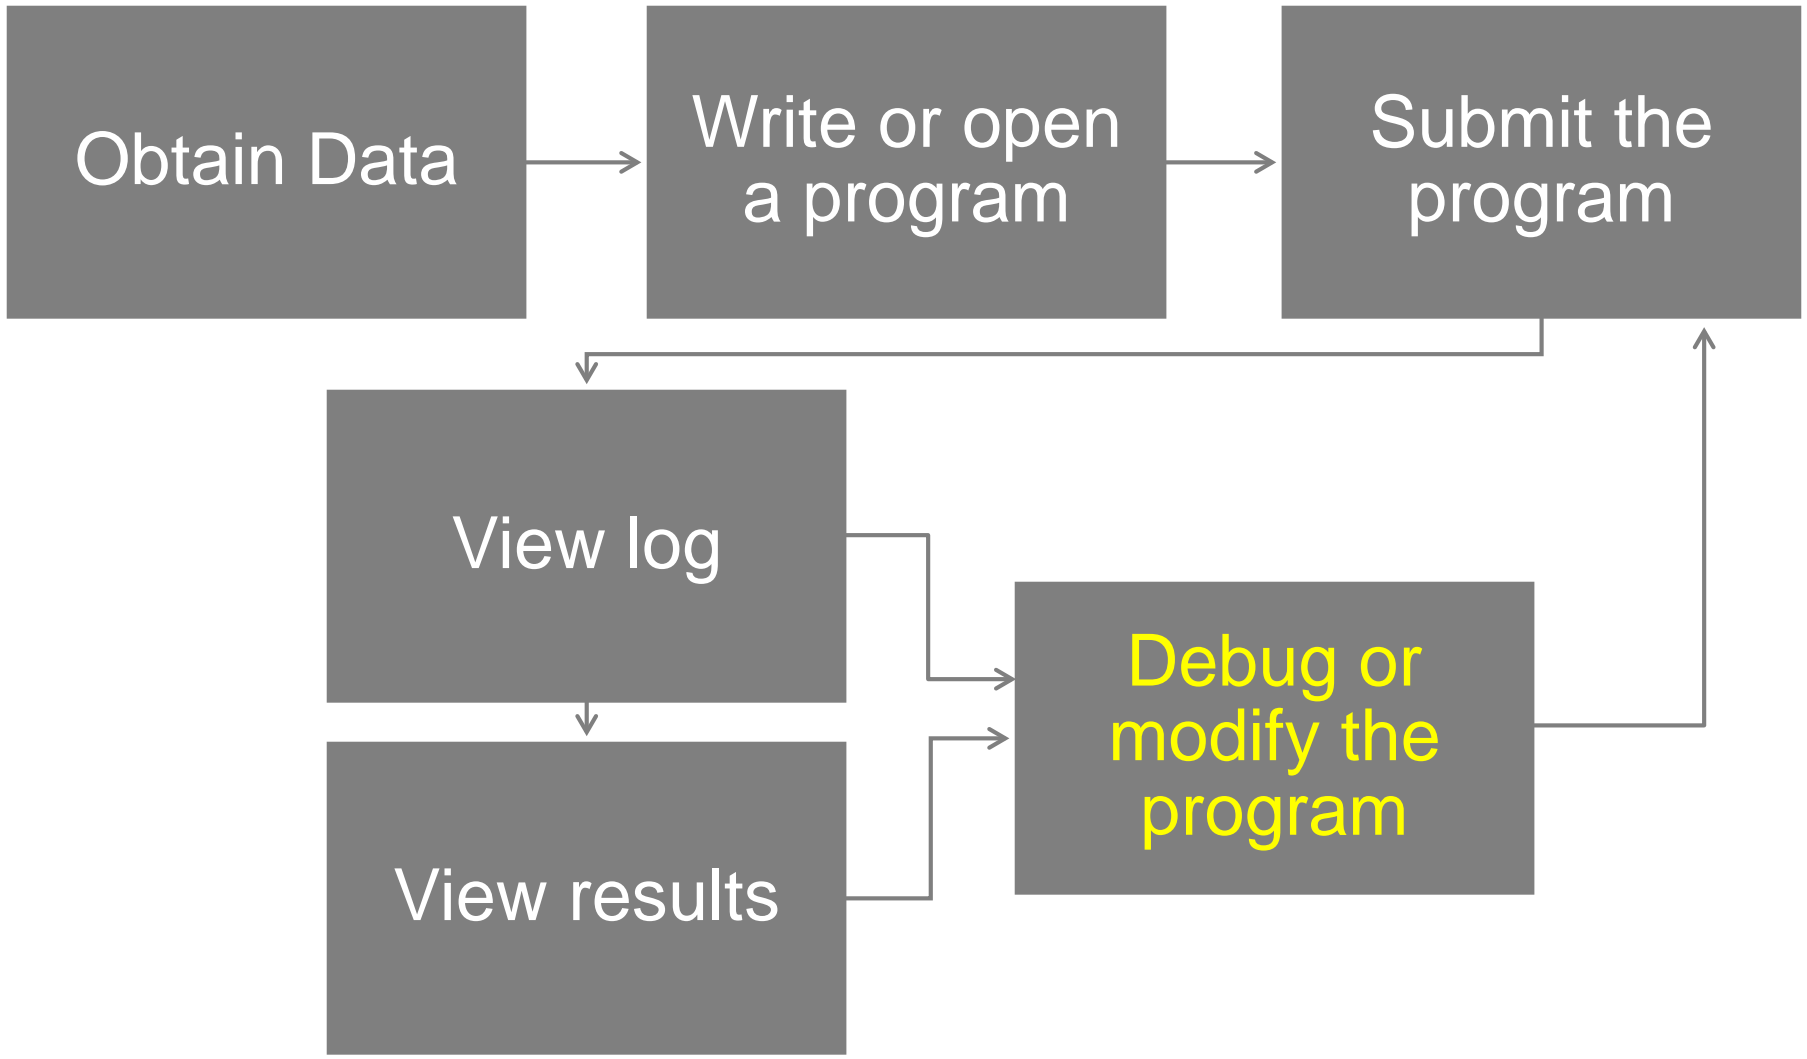 Obtain Data
Write or open
a program
Submit the
program
View log
Debug or
modify the
program
View results